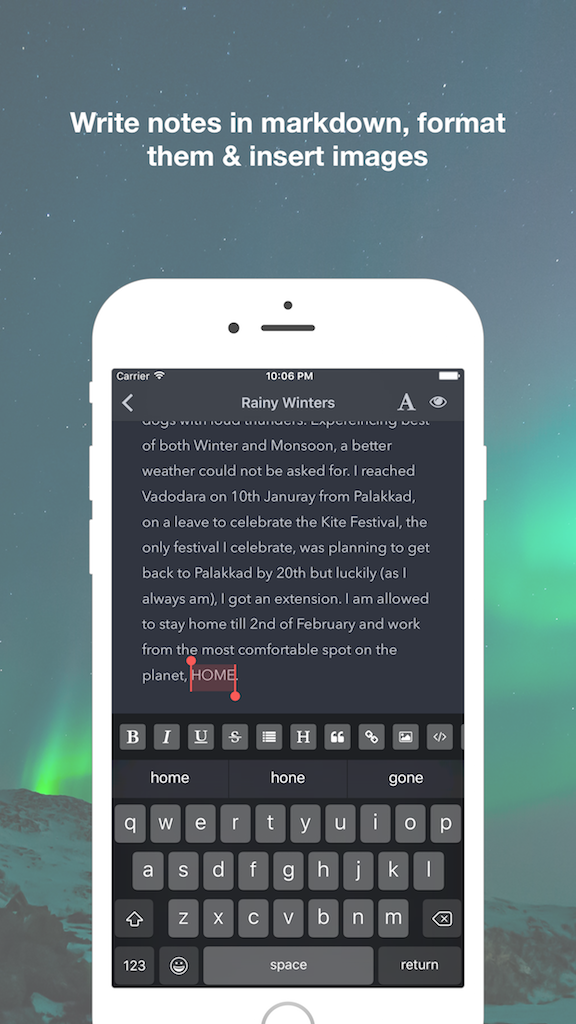 Write notes in markdown, format
them & insert images
Carrier 10:06 PM
Rainy Winters A
dogs with loud thunders. Expereincing best
of both Winter and Monsoon, a better
weather could not be asked for. I reached
Vadodara on 10th Januray from Palakkad,
on a leave to celebrate the Kite Festival, the
only festival I celebrate, was planning to get
back to Palakkad by 20th but luckily (as I
always am), I got an extension. I am allowed
to stay home till 2nd of February and work
from the most comfortable spot on the
planet, HOME.
B I U S H </>
home hone gone
q w e r t y u i o p
a s d f g h j k l
z x c v b n m
123 space return